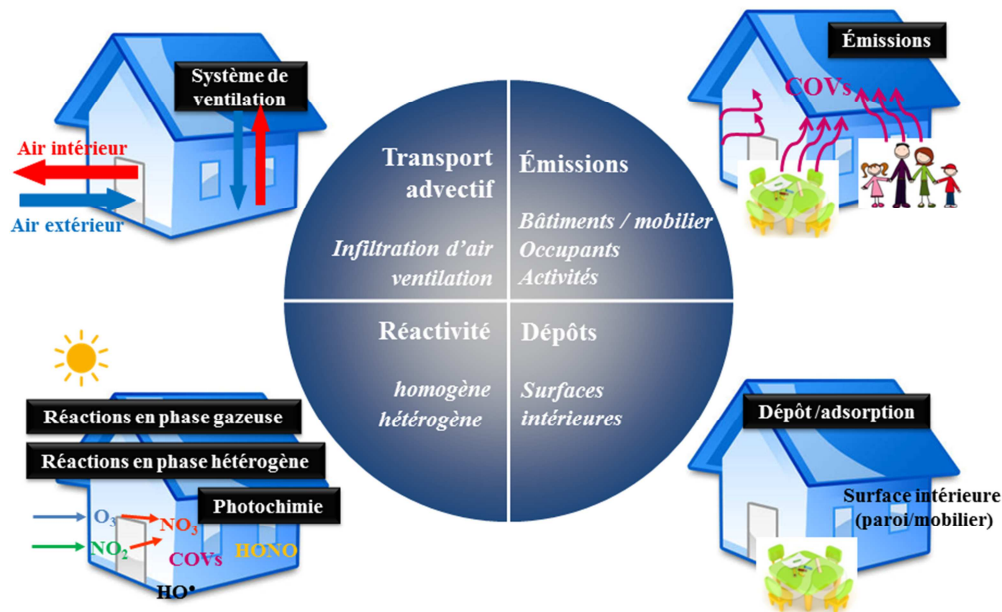 Système de
ventilation
Air intérieur
Air extérieur
Transport
advectif
Infiltration d'air
ventilation
Émissions
Bâtiments / mobilier
Occupants
Activités
Émissions
COVs
Réactivité
homogène
hétérogène
Dépôts
Surfaces
intérieures
Réactions en phase gazeuse
Réactions en phase hétérogène
Photochimie
O₃
NO₃
NO₂
COVs
HONO
HO•
Dépôt /adsorption
Surface intérieure
(paroi/mobilier)